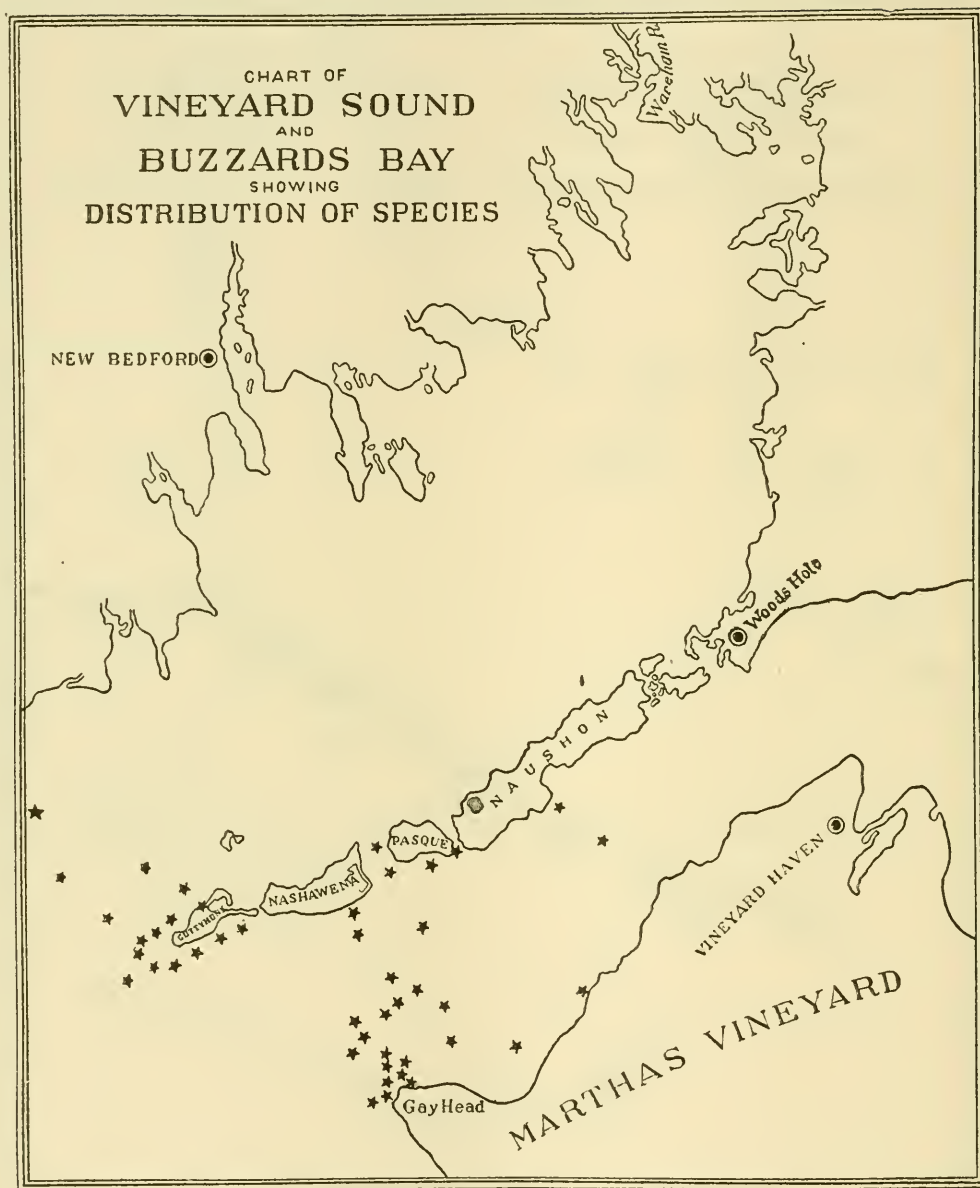 CHART OF
VINEYARD SOUND
AND
BUZZARDS BAY
SHOWING
DISTRIBUTION OF SPECIES
Wareham R.
NEW BEDFORD
Woods Hole
NAUSHON
PASQUE
NASHAWENA
CUTTYHUNK
VINEYARD HAVEN
MARTHAS VINEYARD
Gay Head